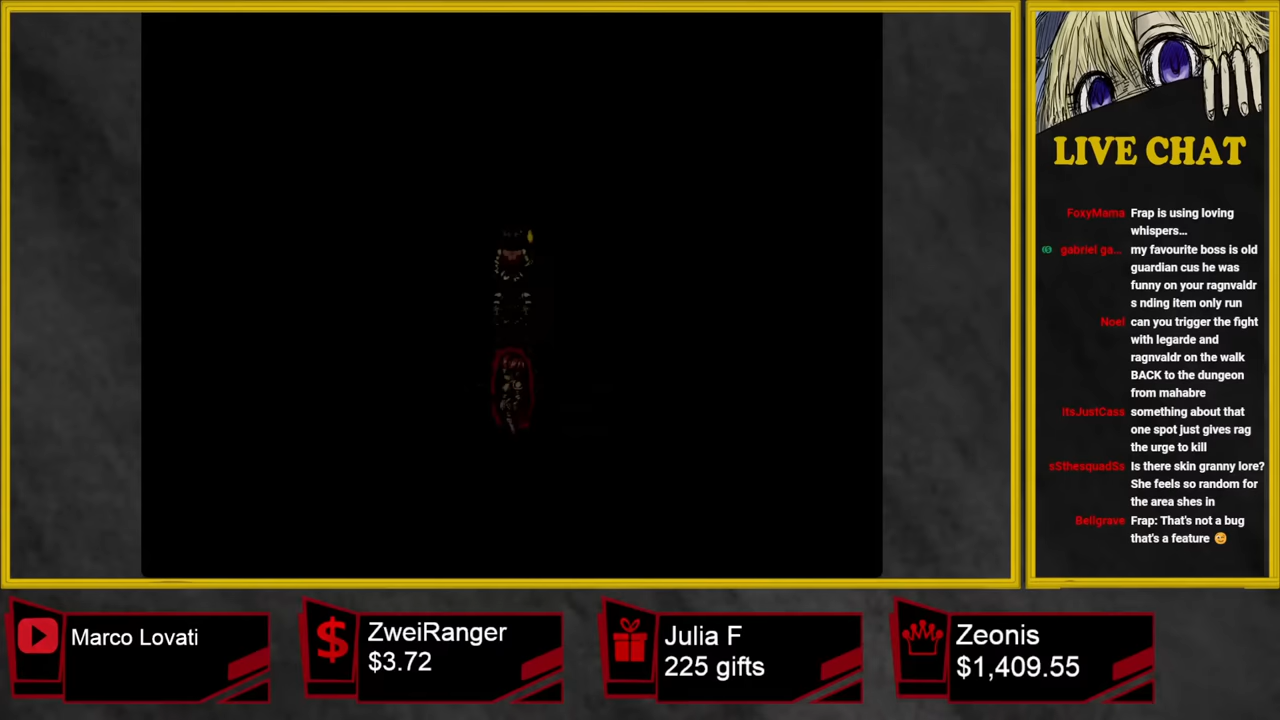 LIVE CHAT
FoxyMama Frap is using loving
whispers…
gabriel ga… my favourite boss is old
guardian cus he was
funny on your ragnvaldr
s nding item only run
Noel can you trigger the fight
with legarde and
ragnvaldr on the walk
BACK to the dungeon
from mahabre
ItsJustCass something about that
one spot just gives rag
the urge to kill
sSthesquadSs Is there skin granny lore?
She feels so random for
the area shes in
Bellgrave Frap: That's not a bug
that's a feature
Marco Lovati
ZweiRanger
$3.72
Julia F
225 gifts
Zeonis
$1,409.55